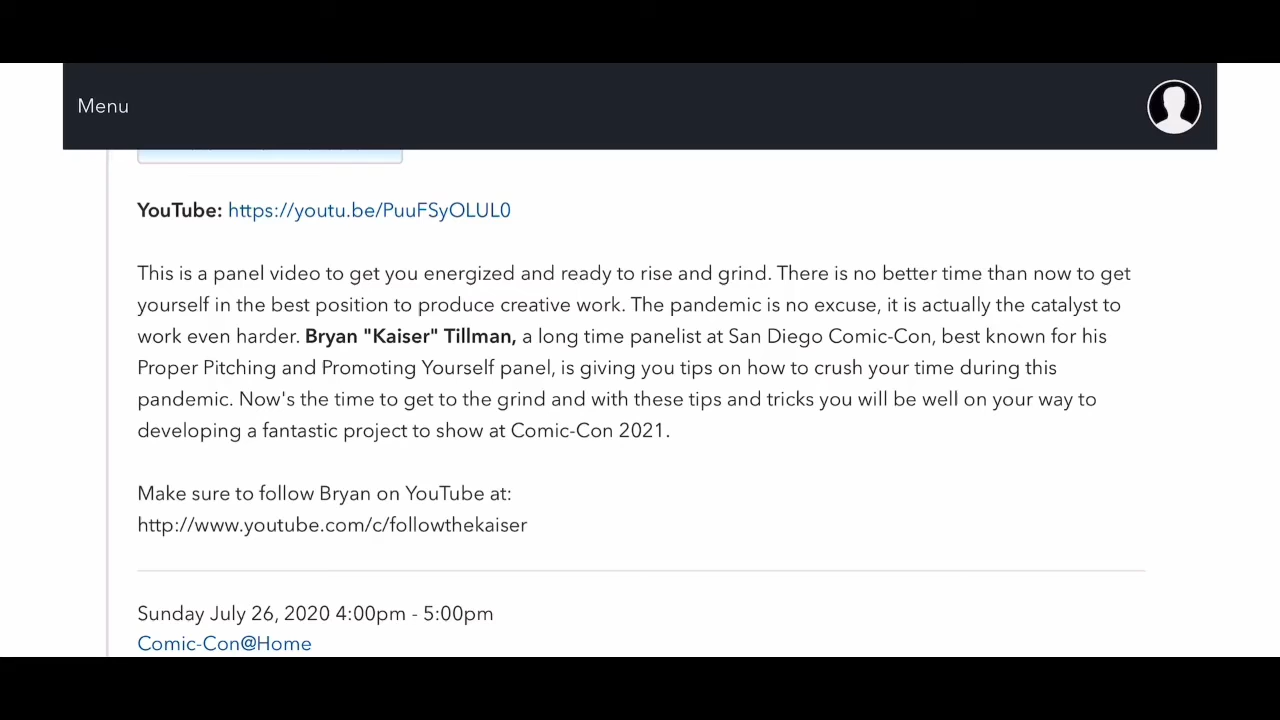 Menu
YouTube: https://youtu.be/PuuFSyOLUL0
This is a panel video to get you energized and ready to rise and grind. There is no better time than now to get
yourself in the best position to produce creative work. The pandemic is no excuse, it is actually the catalyst to
work even harder. Bryan "Kaiser" Tillman, a long time panelist at San Diego Comic-Con, best known for his
Proper Pitching and Promoting Yourself panel, is giving you tips on how to crush your time during this
pandemic. Now's the time to get to the grind and with these tips and tricks you will be well on your way to
developing a fantastic project to show at Comic-Con 2021.
Make sure to follow Bryan on YouTube at:
http://www.youtube.com/c/followthekaiser
Sunday July 26, 2020 4:00pm - 5:00pm
Comic-Con@Home